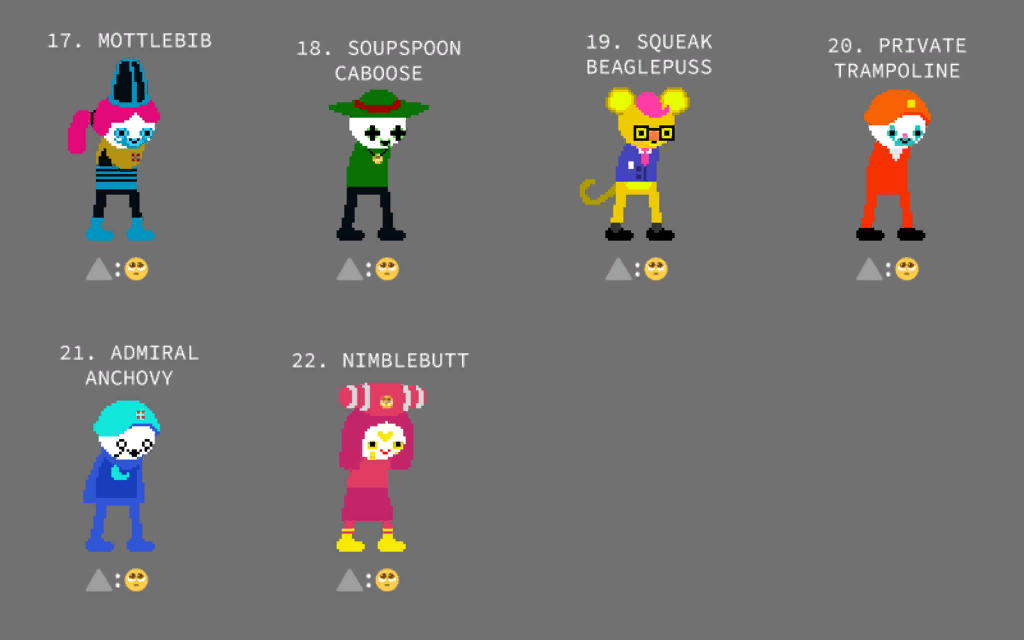 17. MOTTLEBIB
18. SOUPSPOON
CABOOSE
19. SQUEAK
BEAGLEPUSS
20. PRIVATE
TRAMPOLINE
:
:
:
:
21. ADMIRAL
ANCHOVY
22. NIMBLEBUTT
:
: